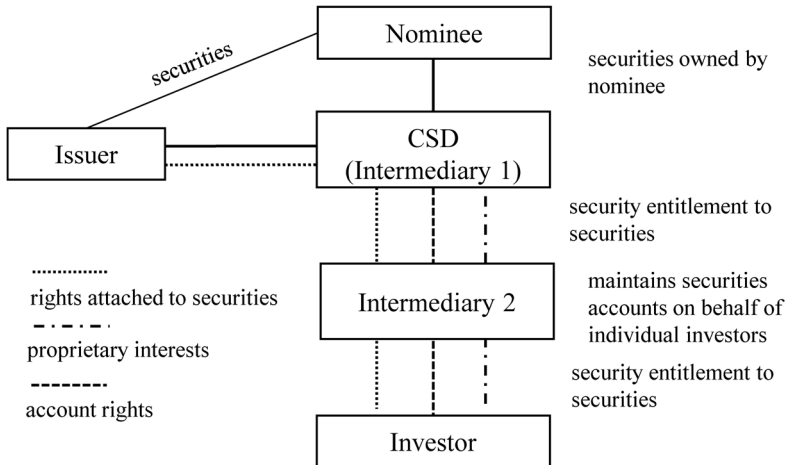 Nominee
securities
securities owned by
nominee
Issuer
CSD
(Intermediary 1)
security entitlement to
securities
rights attached to securities
proprietary interests
account rights
Intermediary 2
maintains securities
accounts on behalf of
individual investors
security entitlement to
securities
Investor